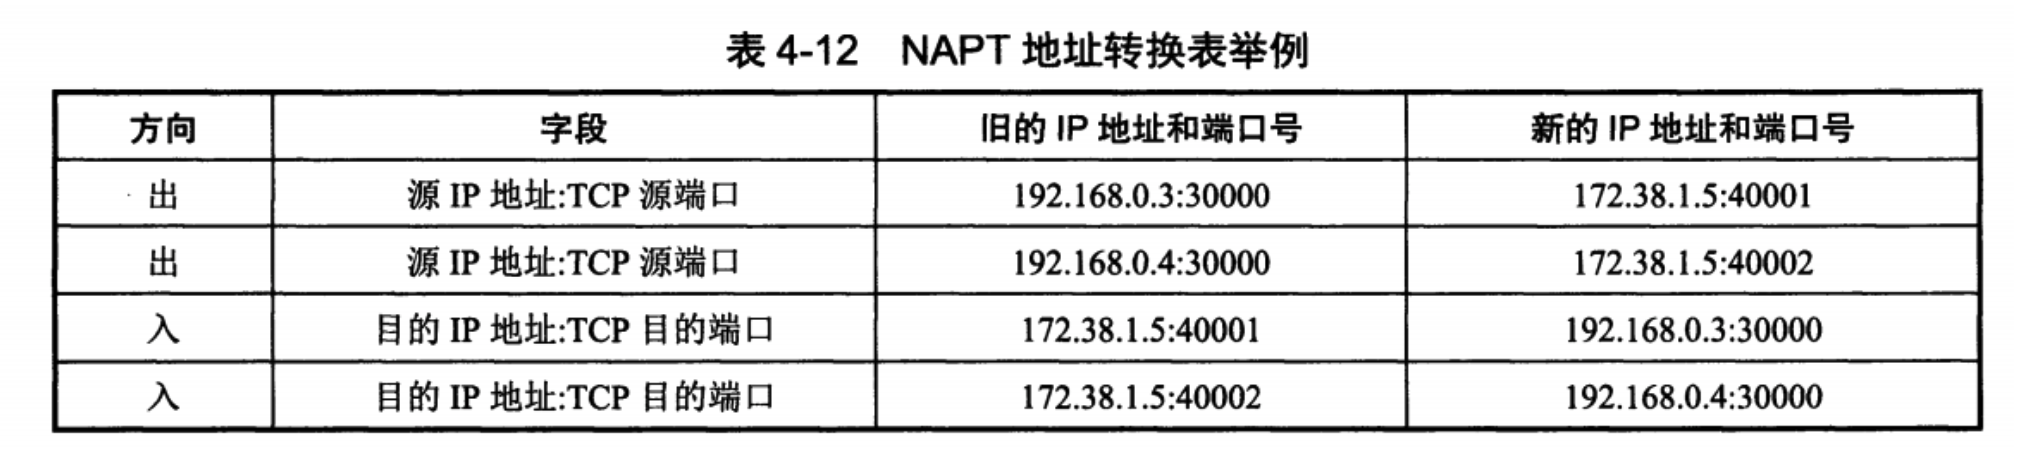 表 4-12 NAPT 地址转换表举例
方向 字段 旧的 IP 地址和端口号 新的 IP 地址和端口号
出 源 IP 地址:TCP 源端口 192.168.0.3:30000 172.38.1.5:40001
出 源 IP 地址:TCP 源端口 192.168.0.4:30000 172.38.1.5:40002
入 目的 IP 地址:TCP 目的端口 172.38.1.5:40001 192.168.0.3:30000
入 目的 IP 地址:TCP 目的端口 172.38.1.5:40002 192.168.0.4:30000